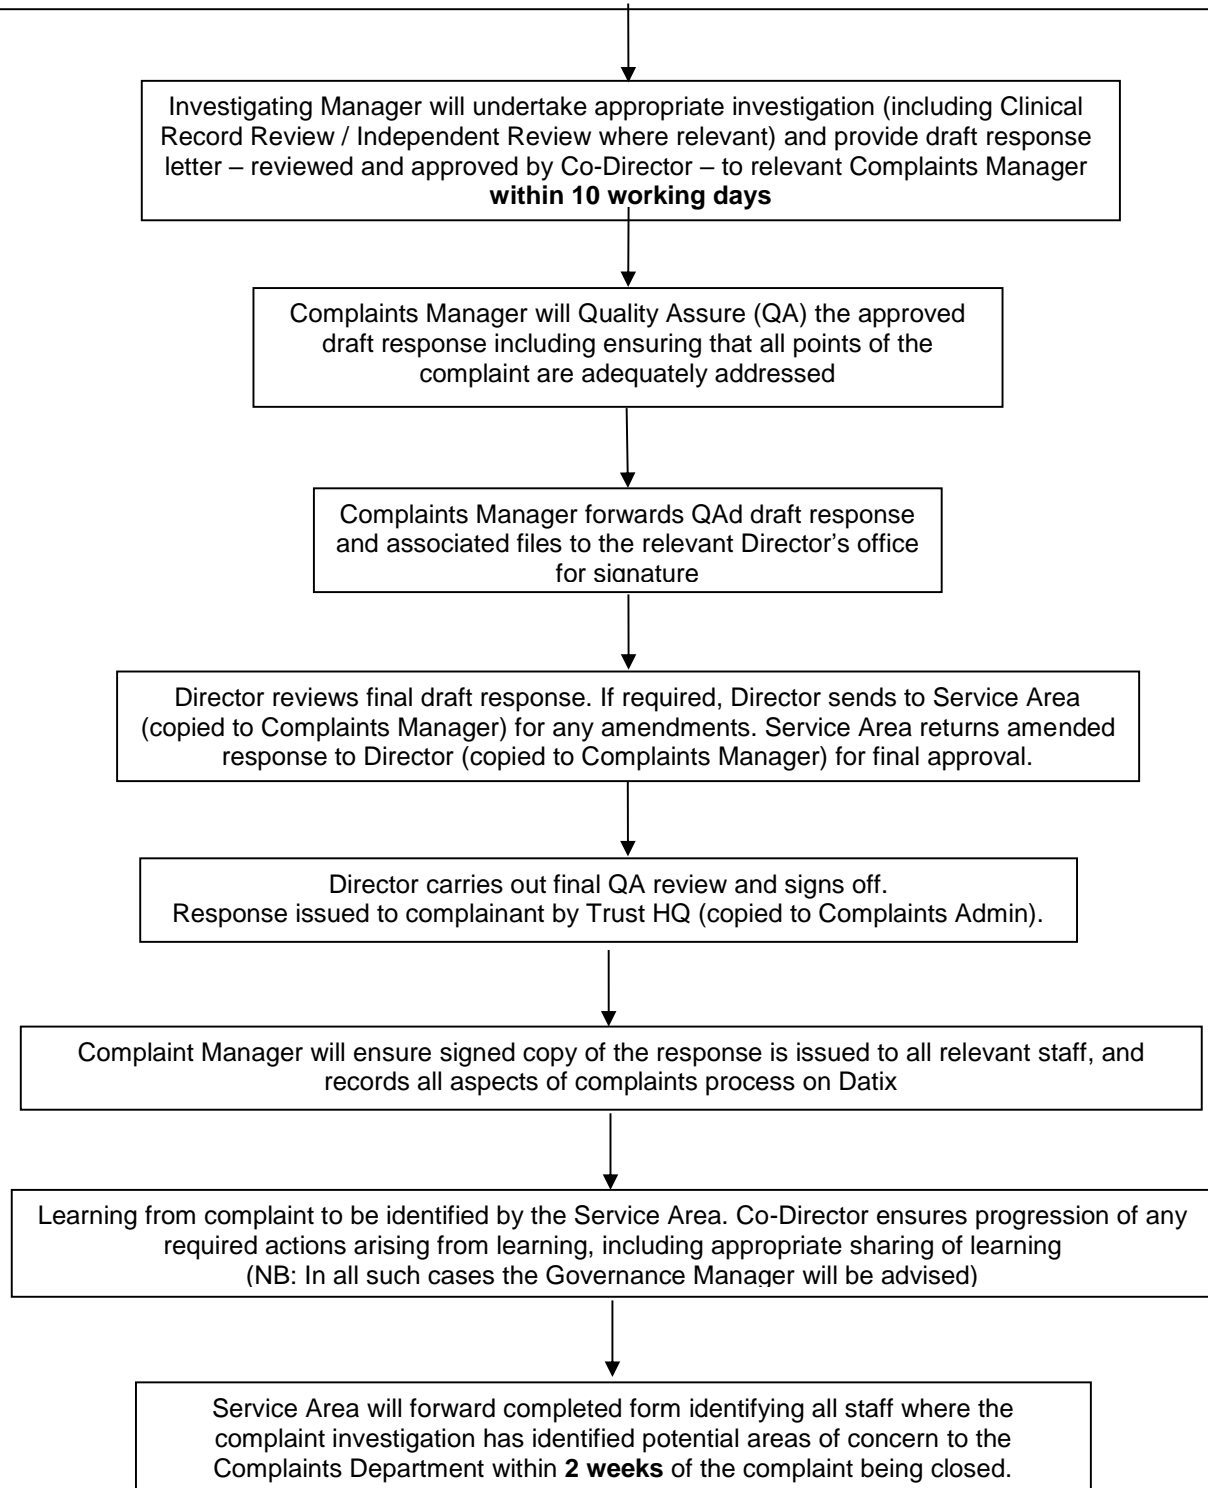 Investigating Manager will undertake appropriate investigation (including Clinical
Record Review / Independent Review where relevant) and provide draft response
letter – reviewed and approved by Co-Director – to relevant Complaints Manager
within 10 working days
Complaints Manager will Quality Assure (QA) the approved
draft response including ensuring that all points of the
complaint are adequately addressed
Complaints Manager forwards QAd draft response
and associated files to the relevant Director’s office
for signature
Director reviews final draft response. If required, Director sends to Service Area
(copied to Complaints Manager) for any amendments. Service Area returns amended
response to Director (copied to Complaints Manager) for final approval.
Director carries out final QA review and signs off.
Response issued to complainant by Trust HQ (copied to Complaints Admin).
Complaint Manager will ensure signed copy of the response is issued to all relevant staff, and
records all aspects of complaints process on Datix
Learning from complaint to be identified by the Service Area. Co-Director ensures progression of any
required actions arising from learning, including appropriate sharing of learning
(NB: In all such cases the Governance Manager will be advised)
Service Area will forward completed form identifying all staff where the
complaint investigation has identified potential areas of concern to the
Complaints Department within 2 weeks of the complaint being closed.